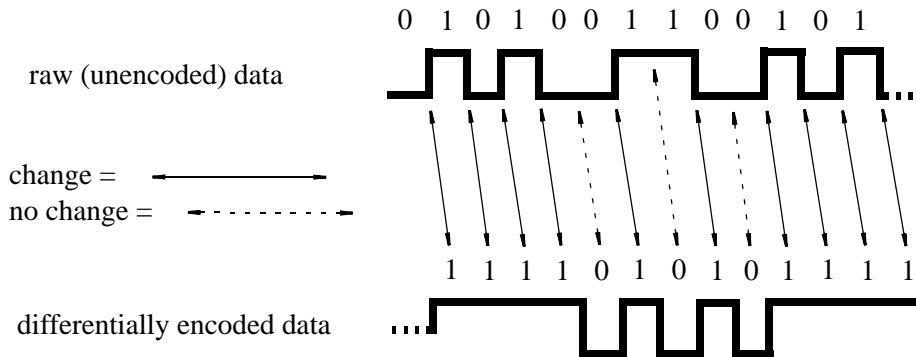 0 1 0 1 0 0 1 1 0 0 1 0 1
raw (unencoded) data
change =
no change =
1 1 1 1 0 1 0 1 0 1 1 1 1
differentially encoded data